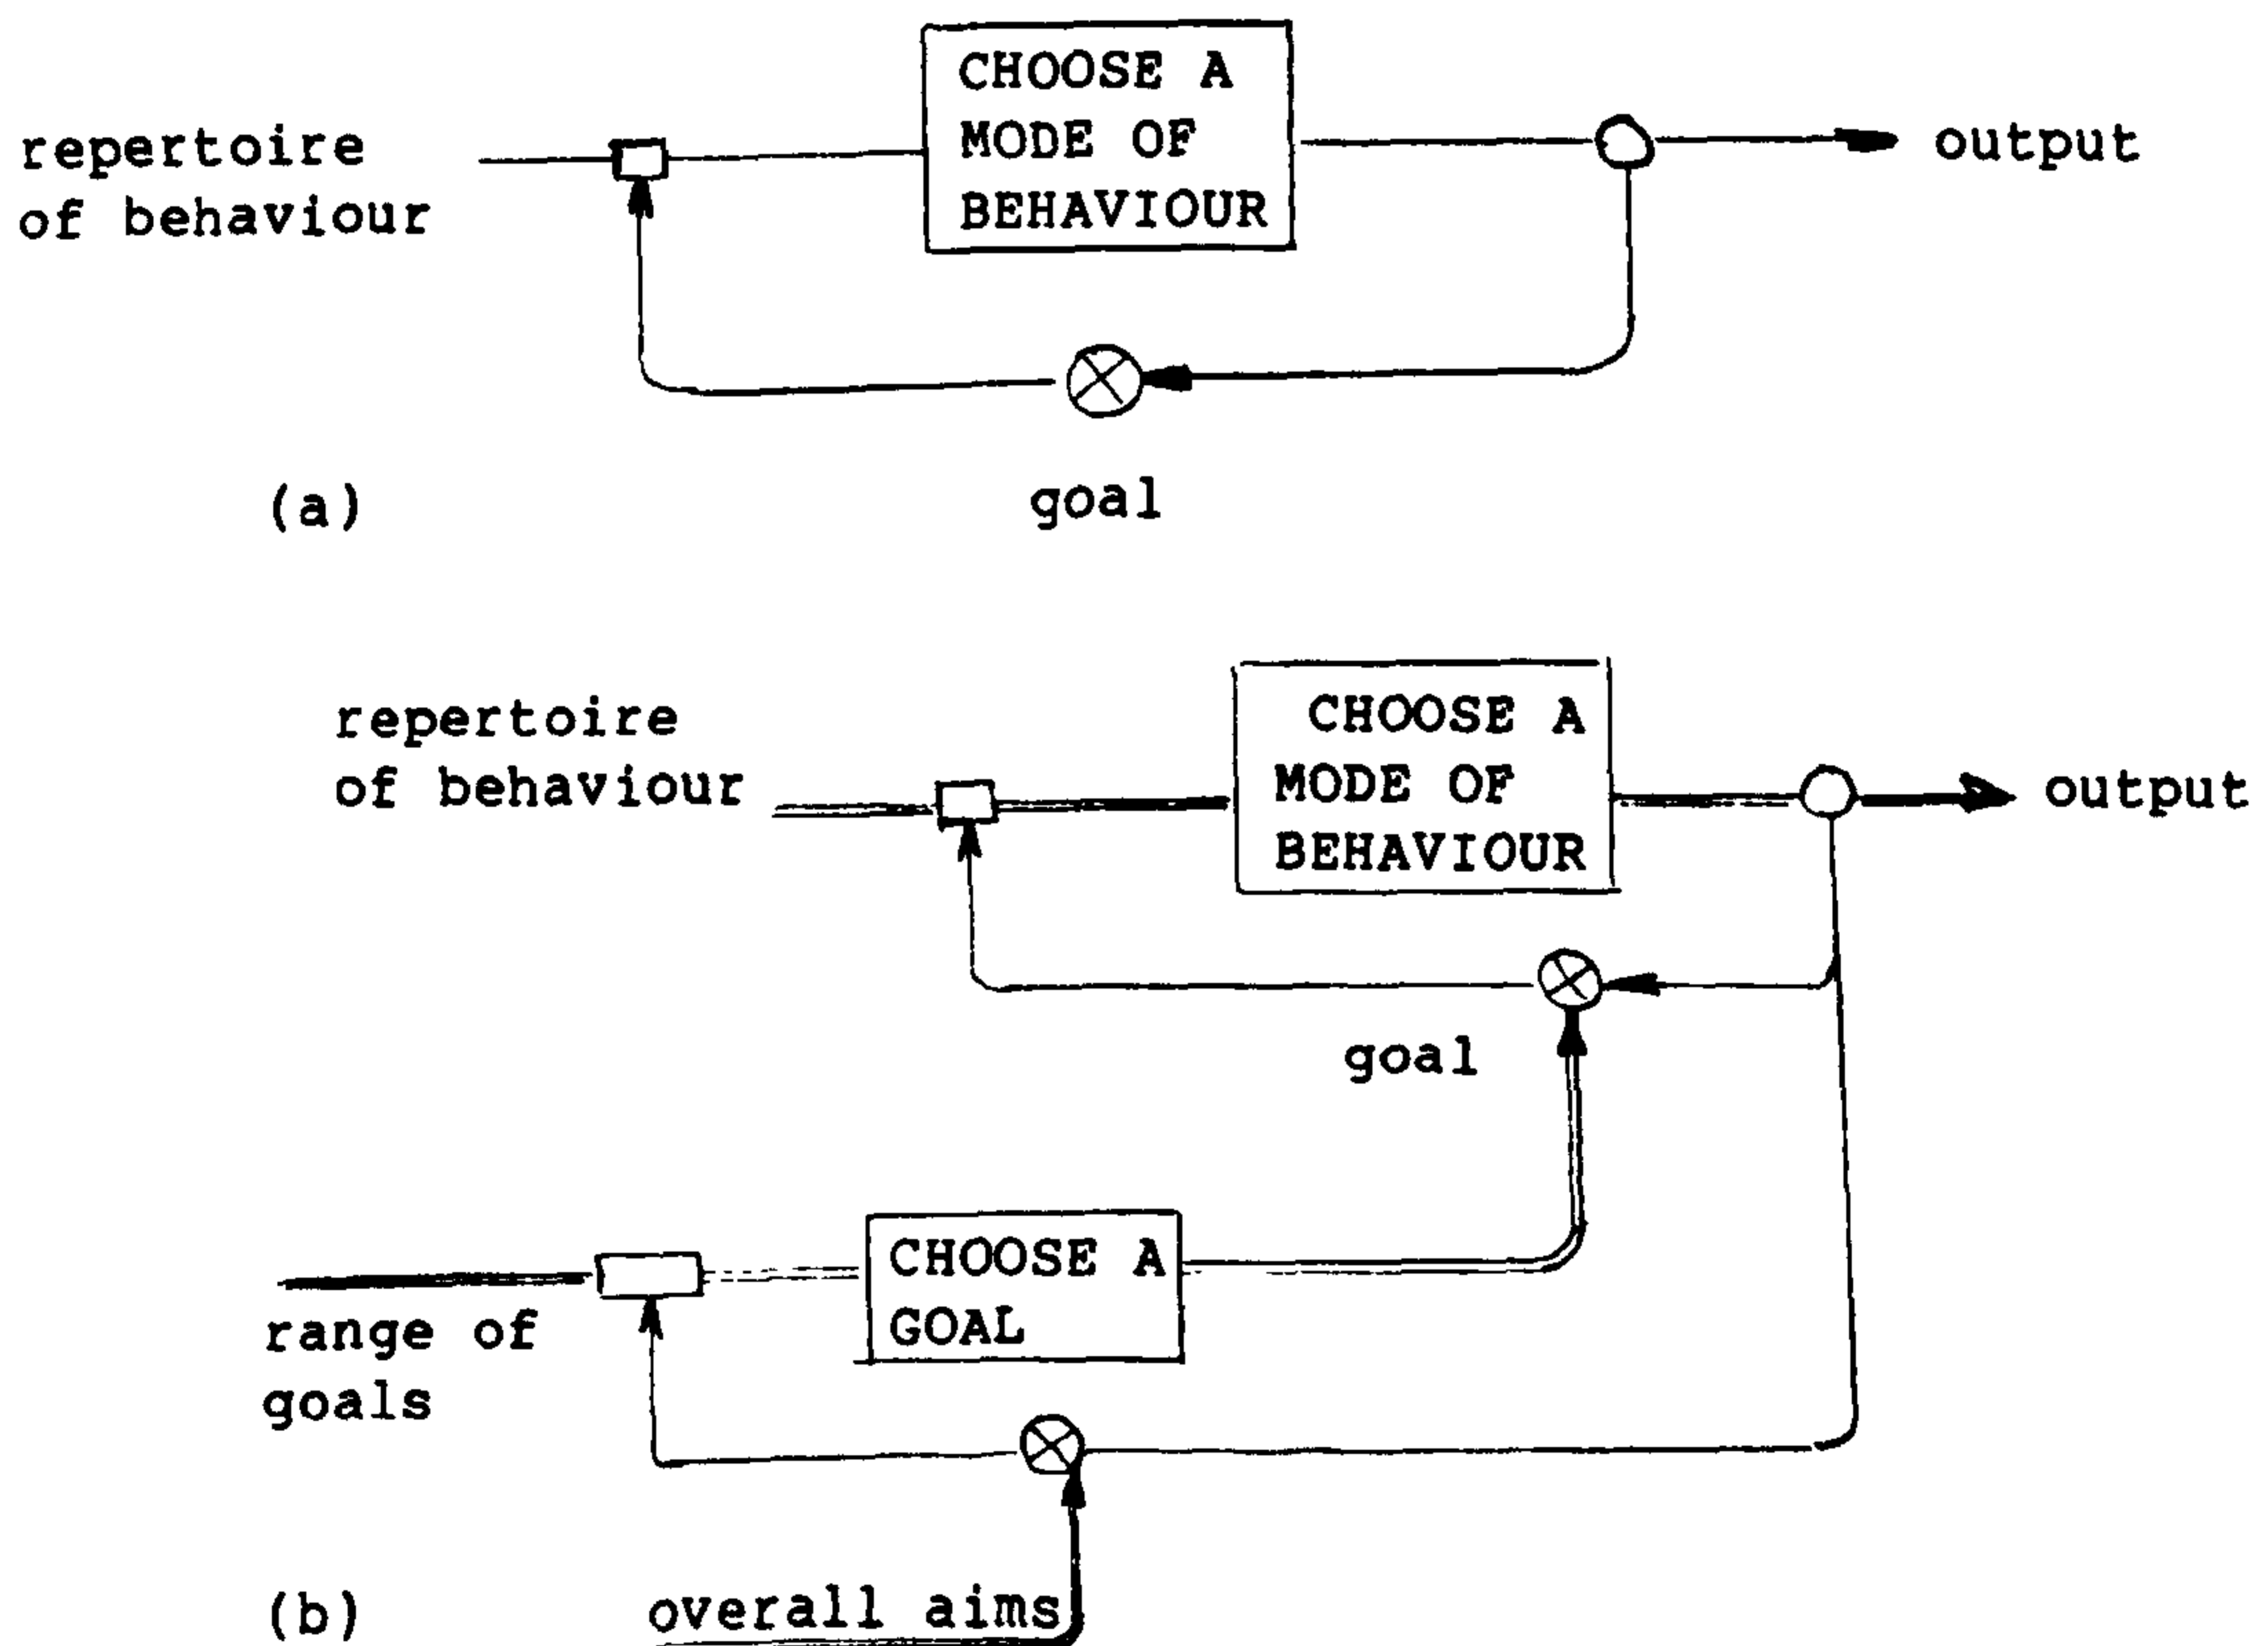 CHOOSE A
MODE OF
BEHAVIOUR
repertoire
of behaviour
output
goal
(a)
repertoire
of behaviour
CHOOSE A
MODE OF
BEHAVIOUR
output
goal
CHOOSE A
GOAL
range of
goals
overall aims
(b)